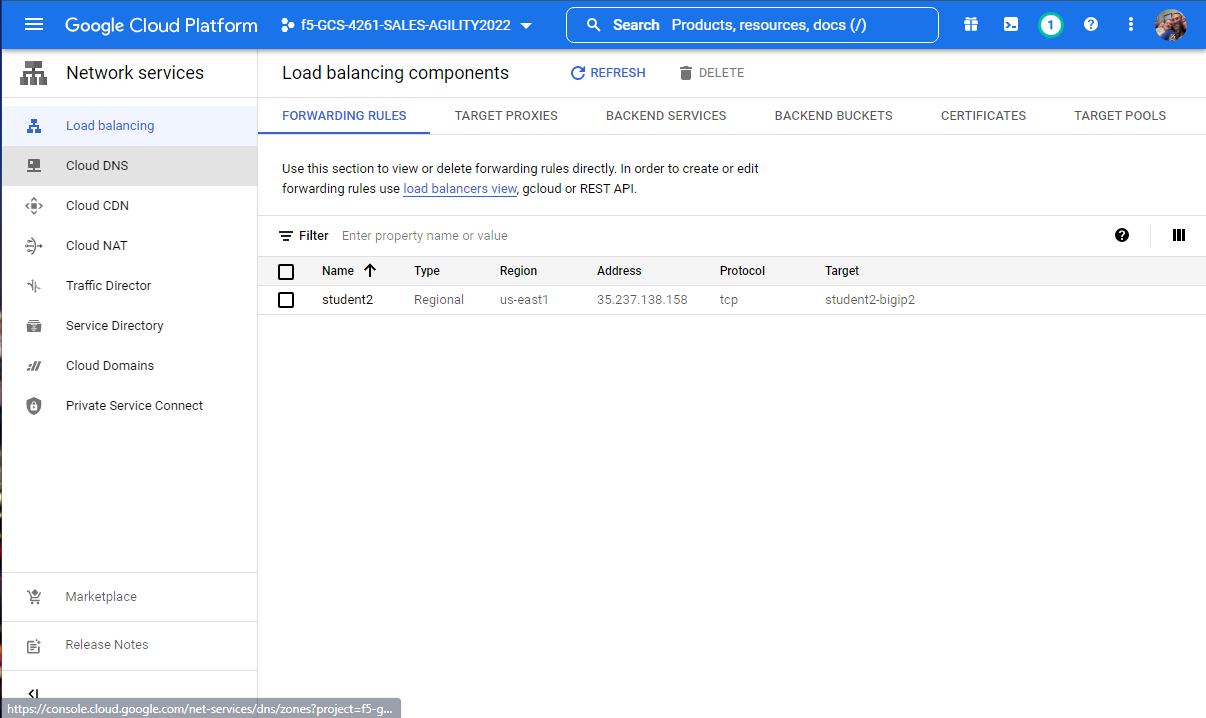 Google Cloud Platform
f5-GCS-4261-SALES-AGILITY2022
Search Products, resources, docs (/)
1
Network services
Load balancing
Cloud DNS
Cloud CDN
Cloud NAT
Traffic Director
Service Directory
Cloud Domains
Private Service Connect
Marketplace
Release Notes
Load balancing components
REFRESH
DELETE
FORWARDING RULES TARGET PROXIES BACKEND SERVICES BACKEND BUCKETS CERTIFICATES TARGET POOLS
Use this section to view or delete forwarding rules directly. In order to create or edit
forwarding rules use load balancers view, gcloud or REST API.
Filter Enter property name or value
Name Type Region Address Protocol Target
student2 Regional us-east1 35.237.138.158 tcp student2-bigip2
https://console.cloud.google.com/net-services/dns/zones?project=f5-g...